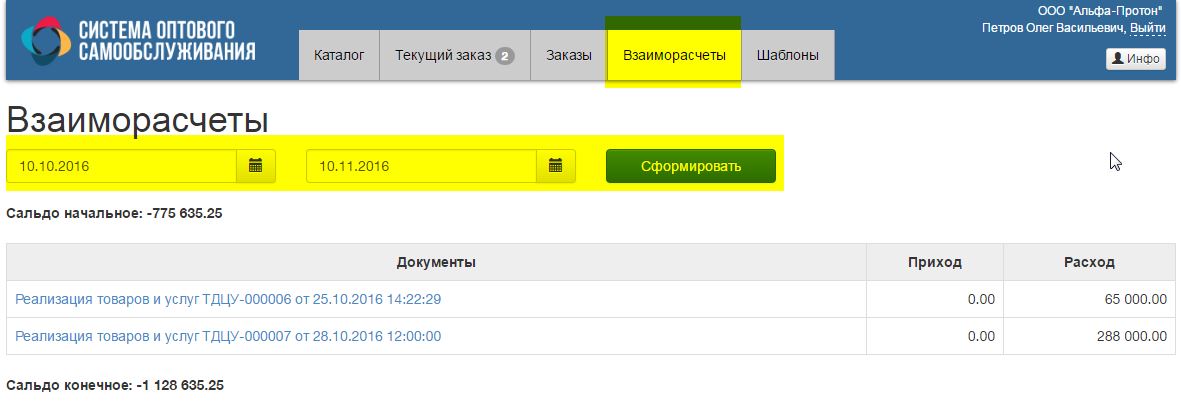 СИСТЕМА ОПТОВОГО
САМООБСЛУЖИВАНИЯ
ООО "Альфа-Протон"
Петров Олег Васильевич, Выйти
Инфо
Каталог Текущий заказ 2 Заказы Взаиморасчеты Шаблоны
Взаиморасчеты
10.10.2016 10.11.2016 Сформировать
Сальдо начальное: -775 635.25
Документы Приход Расход
Реализация товаров и услуг ТДЦУ-000006 от 25.10.2016 14:22:29 0.00 65 000.00
Реализация товаров и услуг ТДЦУ-000007 от 28.10.2016 12:00:00 0.00 288 000.00
Сальдо конечное: -1 128 635.25